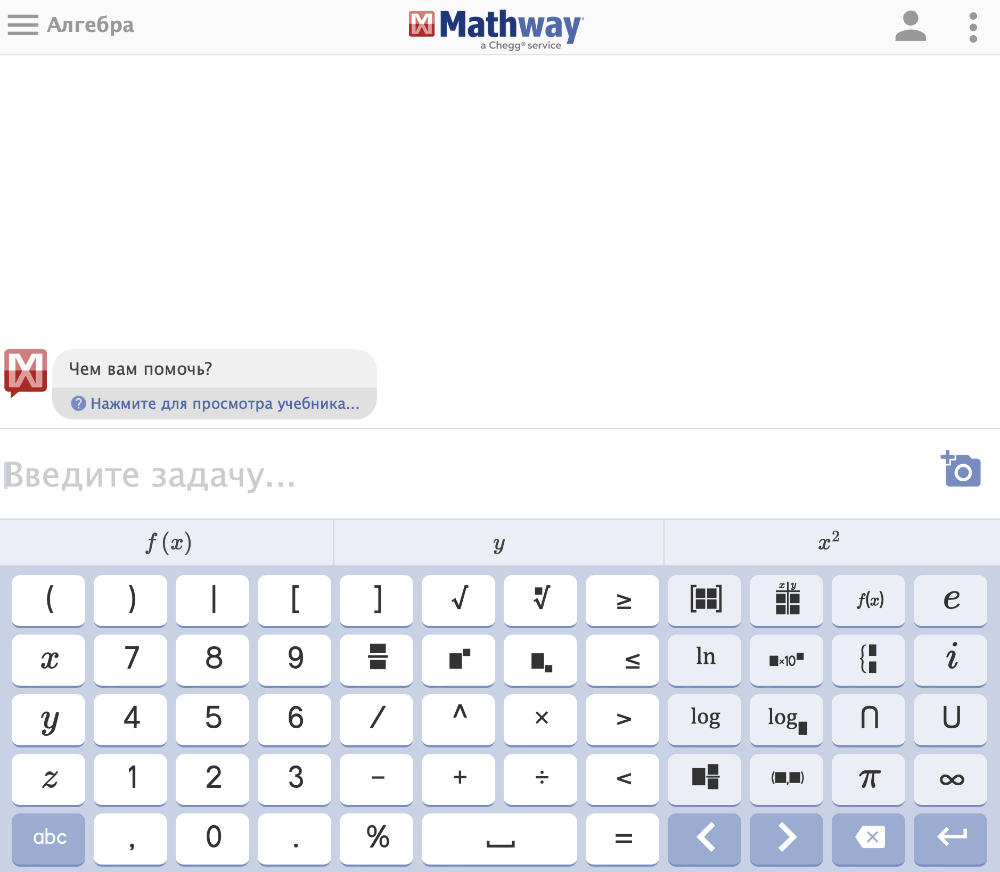 Алгебра
Mathway
a Chegg® service
Чем вам помочь?
Нажмите для просмотра учебника...
Введите задачу...
f(x) y x²
( ) | [ ] √ √ ≥ [ ] x y f(x) e
x 7 8 9 ≤ ln ×10 { i
y 4 5 6 / ^ × > log log ∩ ∪
z 1 2 3 − + ÷ < (,) π ∞
abc , 0 . % =